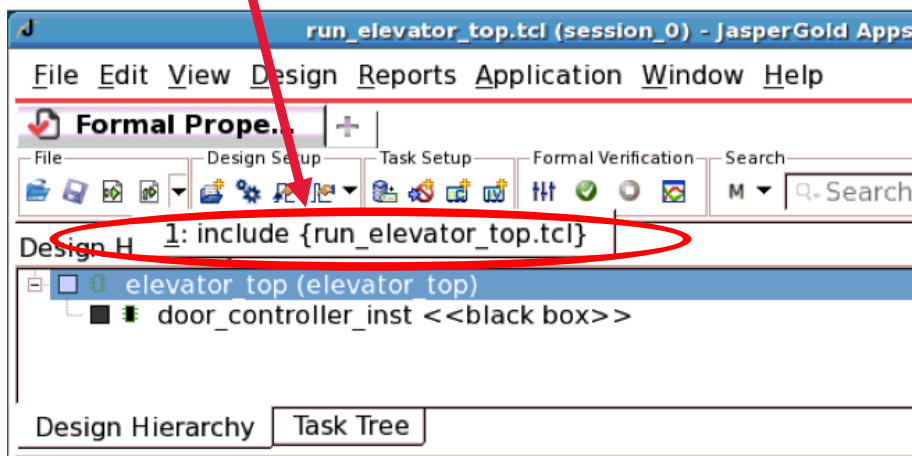 run_elevator_top.tcl (session_0) - JasperGold Apps
File Edit View Design Reports Application Window Help
Formal Prope...
File Design Setup Task Setup Formal Verification Search
M Search
1: include {run_elevator_top.tcl}
Design H
elevator_top (elevator_top)
door_controller_inst <<black box>>
Design Hierarchy Task Tree